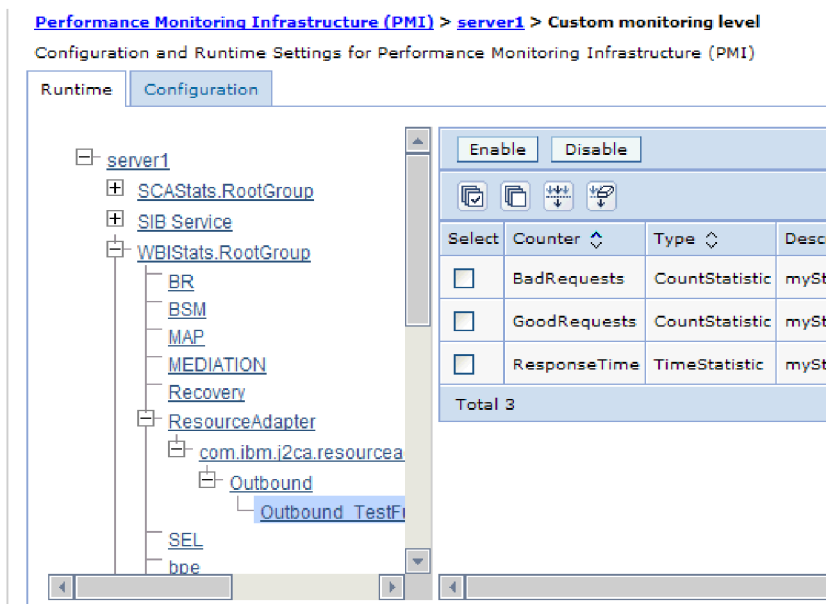 Performance Monitoring Infrastructure (PMI) > server1 > Custom monitoring level
Configuration and Runtime Settings for Performance Monitoring Infrastructure (PMI)
Runtime
Configuration
server1
SCAStats.RootGroup
SIB Service
WBIStats.RootGroup
BR
BSM
MAP
MEDIATION
Recovery
ResourceAdapter
com.ibm.j2ca.resourcea
Outbound
Outbound_TestFu
SEL
bpe
Enable Disable
Select Counter Type Desc
BadRequests CountStatistic mySt
GoodRequests CountStatistic mySt
ResponseTime TimeStatistic mySt
Total 3